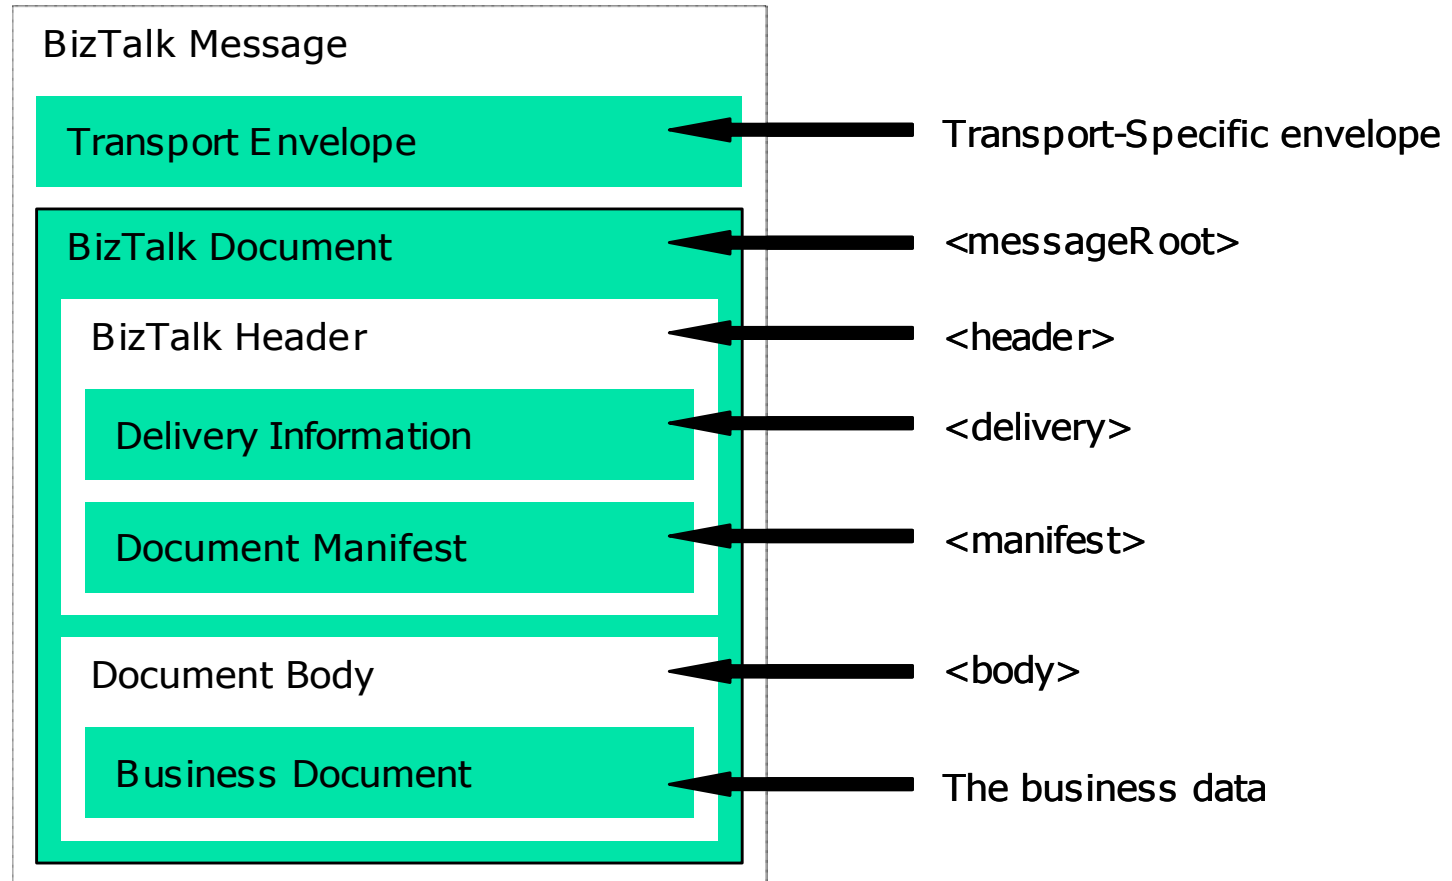 BizTalk Message
Transport Envelope
Transport-Specific envelope
BizTalk Document
<messageRoot>
BizTalk Header
<header>
Delivery Information
<delivery>
Document Manifest
<manifest>
Document Body
<body>
Business Document
The business data